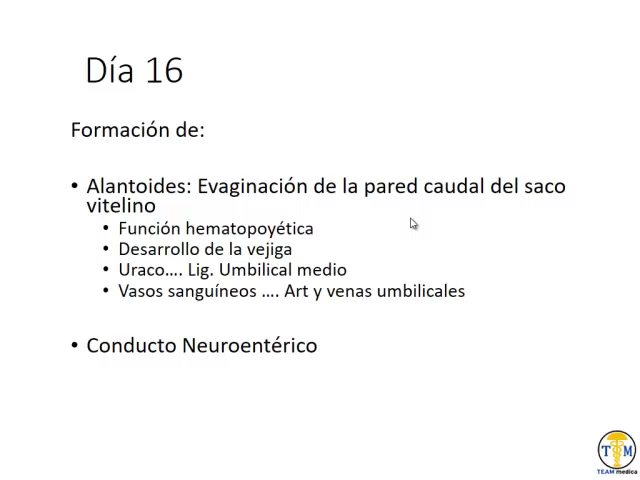 Día 16
Formación de:
• Alantoides: Evaginación de la pared caudal del saco
vitelino
• Función hematopoyética
• Desarrollo de la vejiga
• Uraco…. Lig. Umbilical medio
• Vasos sanguíneos …. Art y venas umbilicales
• Conducto Neuroentérico
T M
TEAM medica